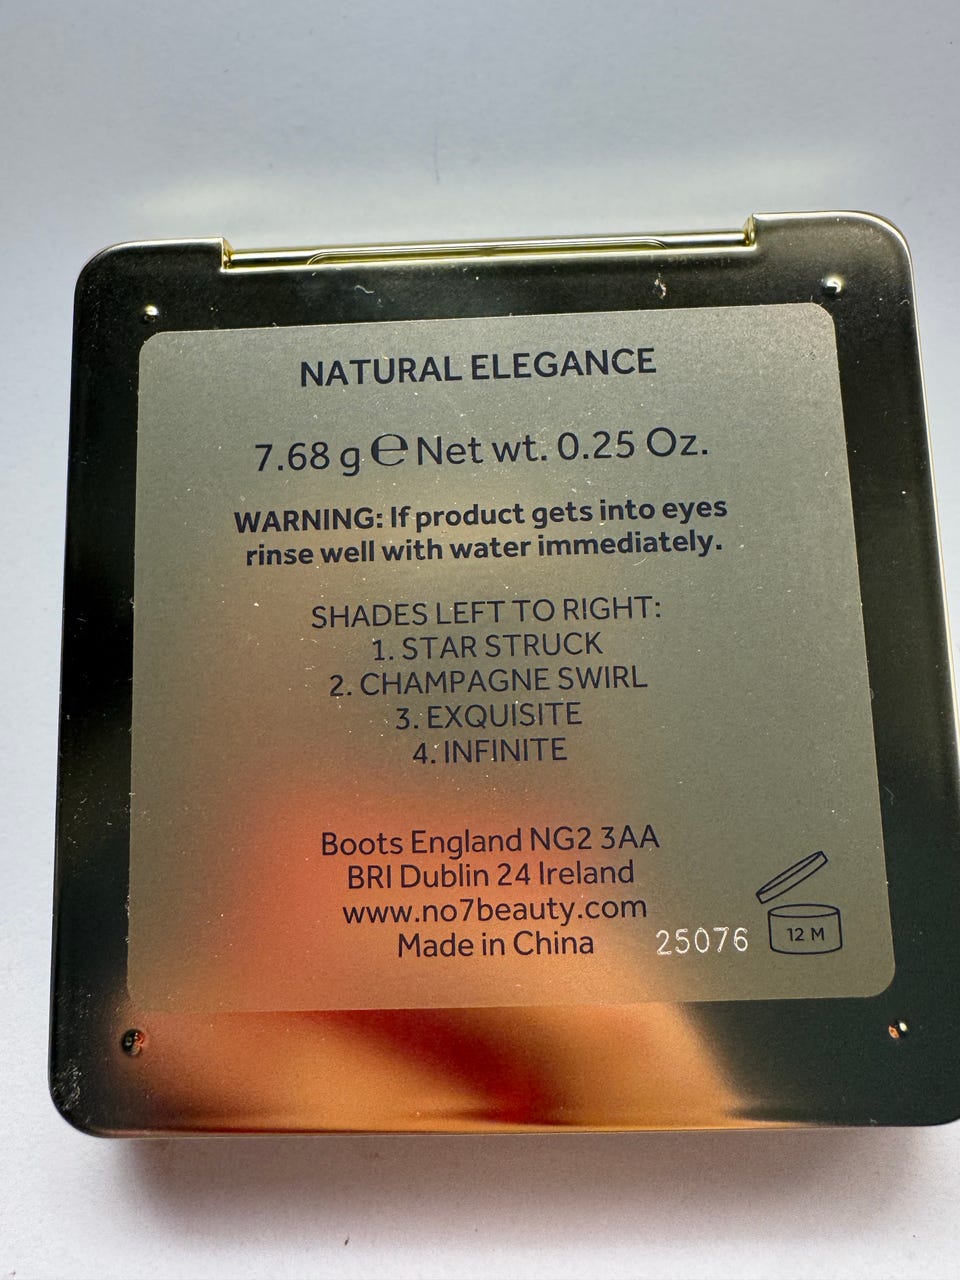 NATURAL ELEGANCE
7.68 g ℮ Net wt. 0.25 Oz.
WARNING: If product gets into eyes
rinse well with water immediately.
SHADES LEFT TO RIGHT:
1. STAR STRUCK
2. CHAMPAGNE SWIRL
3. EXQUISITE
4. INFINITE
Boots England NG2 3AA
BRI Dublin 24 Ireland
www.no7beauty.com
Made in China
25076
12 M